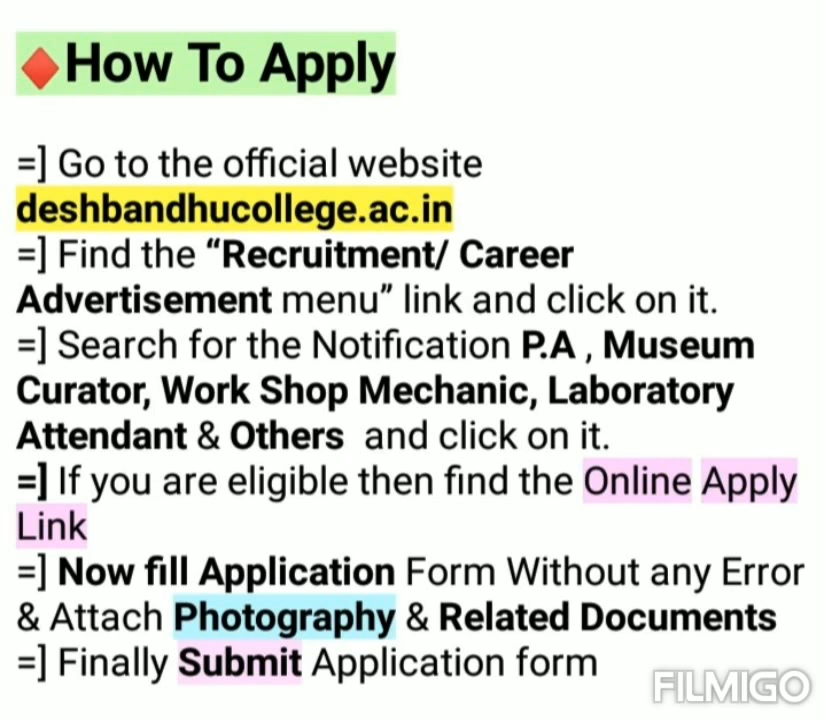 ♦How To Apply
=] Go to the official website
deshbandhucollege.ac.in
=] Find the “Recruitment/ Career
Advertisement menu” link and click on it.
=] Search for the Notification P.A , Museum
Curator, Work Shop Mechanic, Laboratory
Attendant & Others and click on it.
=] If you are eligible then find the Online Apply
Link
=] Now fill Application Form Without any Error
& Attach Photography & Related Documents
=] Finally Submit Application form
FILMIGO